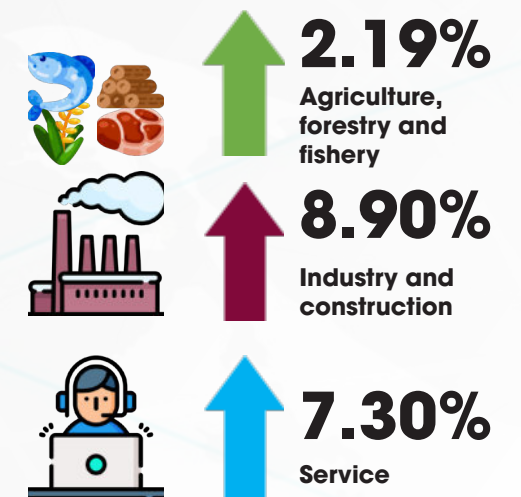 2.19%
Agriculture,
forestry and
fishery
8.90%
Industry and
construction
7.30%
Service